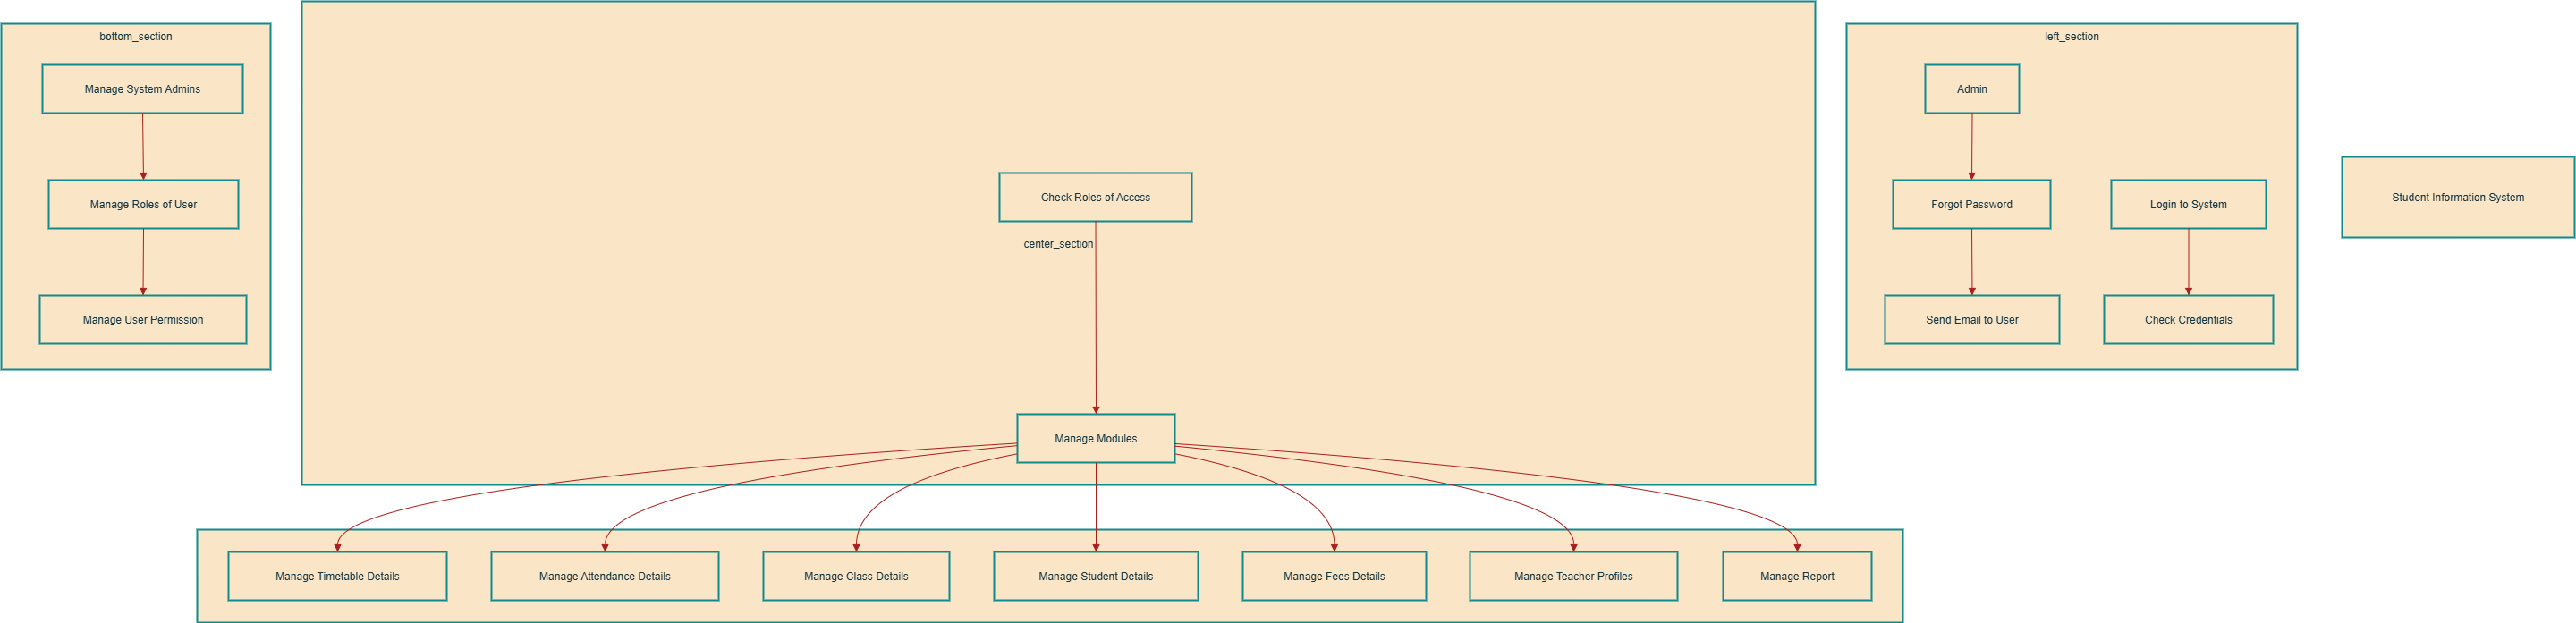 bottom_section
Manage System Admins
Manage Roles of User
Manage User Permission
Check Roles of Access
center_section
Manage Modules
left_section
Admin
Forgot Password
Login to System
Send Email to User
Check Credentials
Student Information System
Manage Timetable Details
Manage Attendance Details
Manage Class Details
Manage Student Details
Manage Fees Details
Manage Teacher Profiles
Manage Report